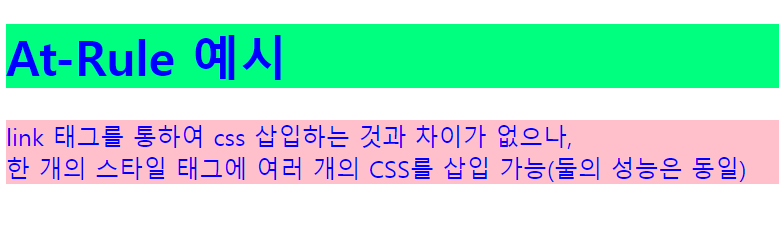 At-Rule 예시
link 태그를 통하여 css 삽입하는 것과 차이가 없으나,
한 개의 스타일 태그에 여러 개의 CSS를 삽입 가능(둘의 성능은 동일)